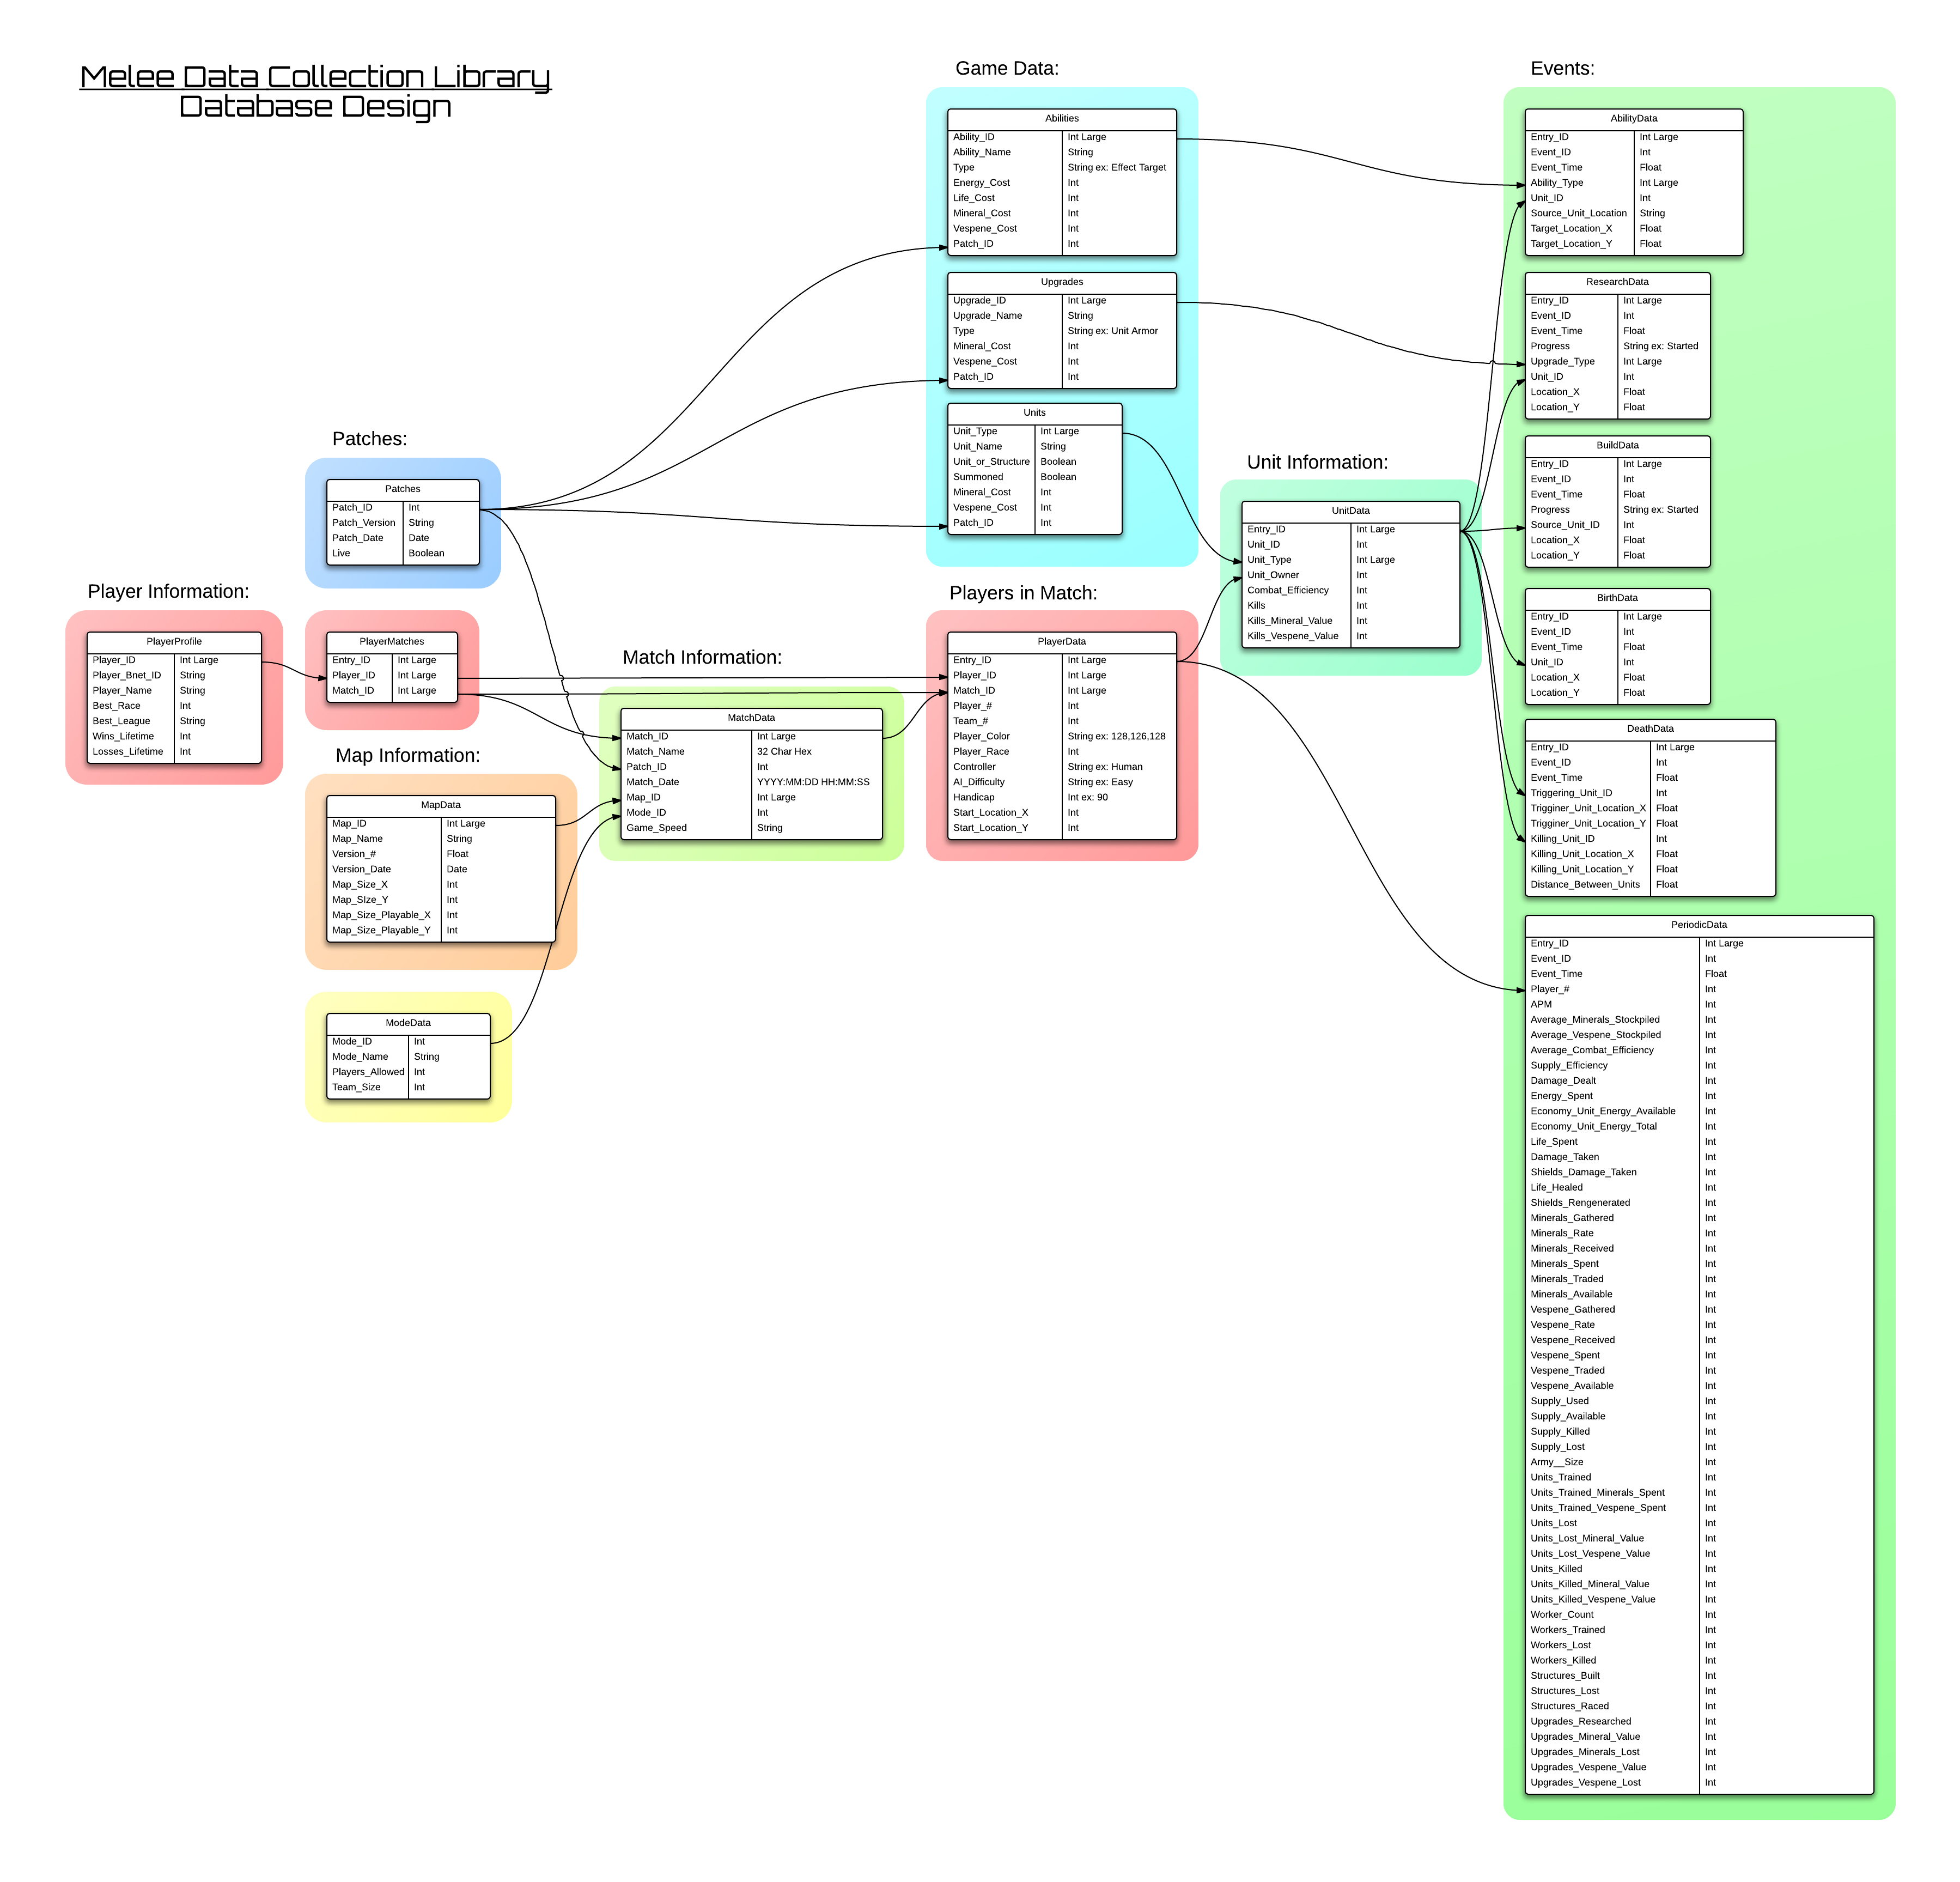 Melee Data Collection Library
Database Design
Game Data:
Abilities
Ability_ID Int Large
Ability_Name String
Type String ex: Effect Target
Energy_Cost Int
Life_Cost Int
Mineral_Cost Int
Vespene_Cost Int
Patch_ID Int
Upgrades
Upgrade_ID Int Large
Upgrade_Name String
Type String ex: Unit Armor
Mineral_Cost Int
Vespene_Cost Int
Patch_ID Int
Units
Unit_Type Int Large
Unit_Name String
Unit_or_Structure Boolean
Summoned Boolean
Mineral_Cost Int
Vespene_Cost Int
Patch_ID Int
Patches:
Patches
Patch_ID Int
Patch_Version String
Patch_Date Date
Live Boolean
Player Information:
PlayerProfile
Player_ID Int Large
Player_Bnet_ID String
Player_Name String
Best_Race Int
Best_League String
Wins_Lifetime Int
Losses_Lifetime Int
PlayerMatches
Entry_ID Int Large
Player_ID Int Large
Match_ID Int Large
Map Information:
MapData
Map_ID Int Large
Map_Name String
Version_# Float
Version_Date Date
Map_Size_X Int
Map_SIze_Y Int
Map_Size_Playable_X Int
Map_Size_Playable_Y Int
ModeData
Mode_ID Int
Mode_Name String
Players_Allowed Int
Team_Size Int
Match Information:
MatchData
Match_ID Int Large
Match_Name 32 Char Hex
Patch_ID Int
Match_Date YYYY:MM:DD HH:MM:SS
Map_ID Int Large
Mode_ID Int
Game_Speed String
Players in Match:
PlayerData
Entry_ID Int Large
Player_ID Int Large
Match_ID Int Large
Player_# Int
Team_# Int
Player_Color String ex: 128,126,128
Player_Race Int
Controller String ex: Human
AI_Difficulty String ex: Easy
Handicap Int ex: 90
Start_Location_X Int
Start_Location_Y Int
Unit Information:
UnitData
Entry_ID Int Large
Unit_ID Int
Unit_Type Int Large
Unit_Owner Int
Combat_Efficiency Int
Kills Int
Kills_Mineral_Value Int
Kills_Vespene_Value Int
Events:
AbilityData
Entry_ID Int Large
Event_ID Int
Event_Time Float
Ability_Type Int Large
Unit_ID Int
Source_Unit_Location String
Target_Location_X Float
Target_Location_Y Float
ResearchData
Entry_ID Int Large
Event_ID Int
Event_Time Float
Progress String ex: Started
Upgrade_Type Int Large
Unit_ID Int
Location_X Float
Location_Y Float
BuildData
Entry_ID Int Large
Event_ID Int
Event_Time Float
Progress String ex: Started
Source_Unit_ID Int
Location_X Float
Location_Y Float
BirthData
Entry_ID Int Large
Event_ID Int
Event_Time Float
Unit_ID Int
Location_X Float
Location_Y Float
DeathData
Entry_ID Int Large
Event_ID Int
Event_Time Float
Triggering_Unit_ID Int
Trigginer_Unit_Location_X Float
Trigginer_Unit_Location_Y Float
Killing_Unit_ID Int
Killing_Unit_Location_X Float
Killing_Unit_Location_Y Float
Distance_Between_Units Float
PeriodicData
Entry_ID Int Large
Event_ID Int
Event_Time Float
Player_# Int
APM Int
Average_Minerals_Stockpiled Int
Average_Vespene_Stockpiled Int
Average_Combat_Efficiency Int
Supply_Efficiency Int
Damage_Dealt Int
Energy_Spent Int
Economy_Unit_Energy_Available Int
Economy_Unit_Energy_Total Int
Life_Spent Int
Damage_Taken Int
Shields_Damage_Taken Int
Life_Healed Int
Shields_Rengenerated Int
Minerals_Gathered Int
Minerals_Rate Int
Minerals_Received Int
Minerals_Spent Int
Minerals_Traded Int
Minerals_Available Int
Vespene_Gathered Int
Vespene_Rate Int
Vespene_Received Int
Vespene_Spent Int
Vespene_Traded Int
Vespene_Available Int
Supply_Used Int
Supply_Available Int
Supply_Killed Int
Supply_Lost Int
Army__Size Int
Units_Trained Int
Units_Trained_Minerals_Spent Int
Units_Trained_Vespene_Spent Int
Units_Lost Int
Units_Lost_Mineral_Value Int
Units_Lost_Vespene_Value Int
Units_Killed Int
Units_Killed_Mineral_Value Int
Units_Killed_Vespene_Value Int
Worker_Count Int
Workers_Trained Int
Workers_Lost Int
Workers_Killed Int
Structures_Built Int
Structures_Lost Int
Structures_Raced Int
Upgrades_Researched Int
Upgrades_Mineral_Value Int
Upgrades_Minerals_Lost Int
Upgrades_Vespene_Value Int
Upgrades_Vespene_Lost Int